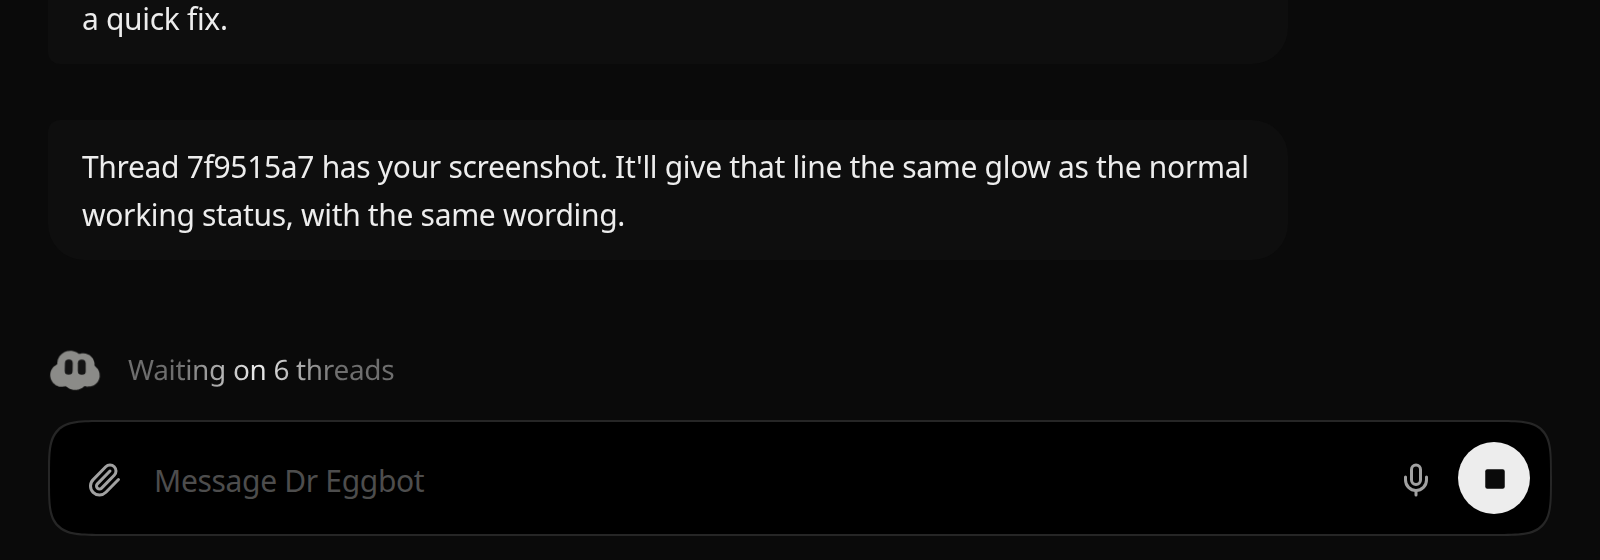 a quick fix.
Thread 7f9515a7 has your screenshot. It'll give that line the same glow as the normal
working status, with the same wording.
Waiting on 6 threads
Message Dr Eggbot